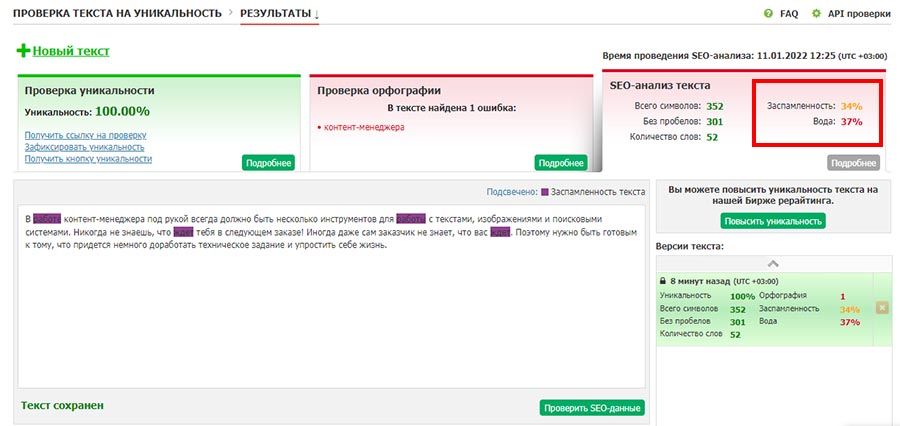 ПРОВЕРКА ТЕКСТА НА УНИКАЛЬНОСТЬ > РЕЗУЛЬТАТЫ ↓
FAQ API проверки
Новый текст
Время проведения SEO-анализа: 11.01.2022 12:25 (UTC +03:00)
Проверка уникальности
Уникальность: 100.00%
Получить ссылку на проверку
Зафиксировать уникальность
Получить кнопку уникальности
Подробнее
Проверка орфографии
В тексте найдена 1 ошибка:
• контент-менеджера
Подробнее
SEO-анализ текста
Всего символов: 352 Заспамленность: 34%
Без пробелов: 301 Вода: 37%
Количество слов: 52
Подробнее
Подсвечено: Заспамленность текста
В работе контент-менеджера под рукой всегда должно быть несколько инструментов для работы с текстами, изображениями и поисковыми
системами. Никогда не знаешь, что ждет тебя в следующем заказе! Иногда даже сам заказчик не знает, что вас ждет. Поэтому нужно быть готовым
к тому, что придется немного доработать техническое задание и упростить себе жизнь.
Текст сохранен
Проверить SEO-данные
Вы можете повысить уникальность текста на
нашей Бирже рерайтинга.
Повысить уникальность
Версии текста:
8 минут назад (UTC +03:00)
Уникальность 100% Орфография 1
Всего символов 352 Заспамленность 34%
Без пробелов 301 Вода 37%
Количество слов 52